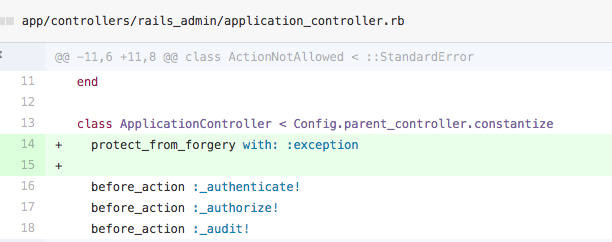 app/controllers/rails_admin/application_controller.rb
@@ -11,6 +11,8 @@ class ActionNotAllowed < ::StandardError
11 end
12
13 class ApplicationController < Config.parent_controller.constantize
14 + protect_from_forgery with: :exception
15 +
16 before_action :_authenticate!
17 before_action :_authorize!
18 before_action :_audit!